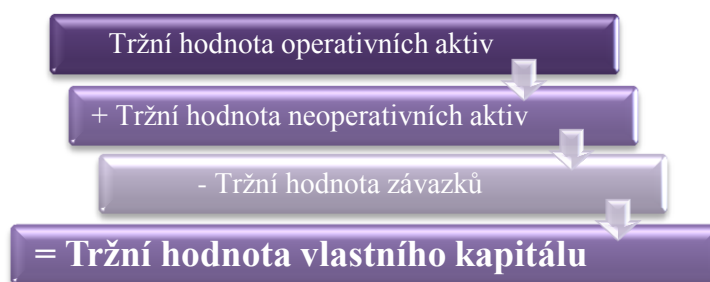 Tržní hodnota operativních aktiv
+ Tržní hodnota neoperativních aktiv
- Tržní hodnota závazků
= Tržní hodnota vlastního kapitálu